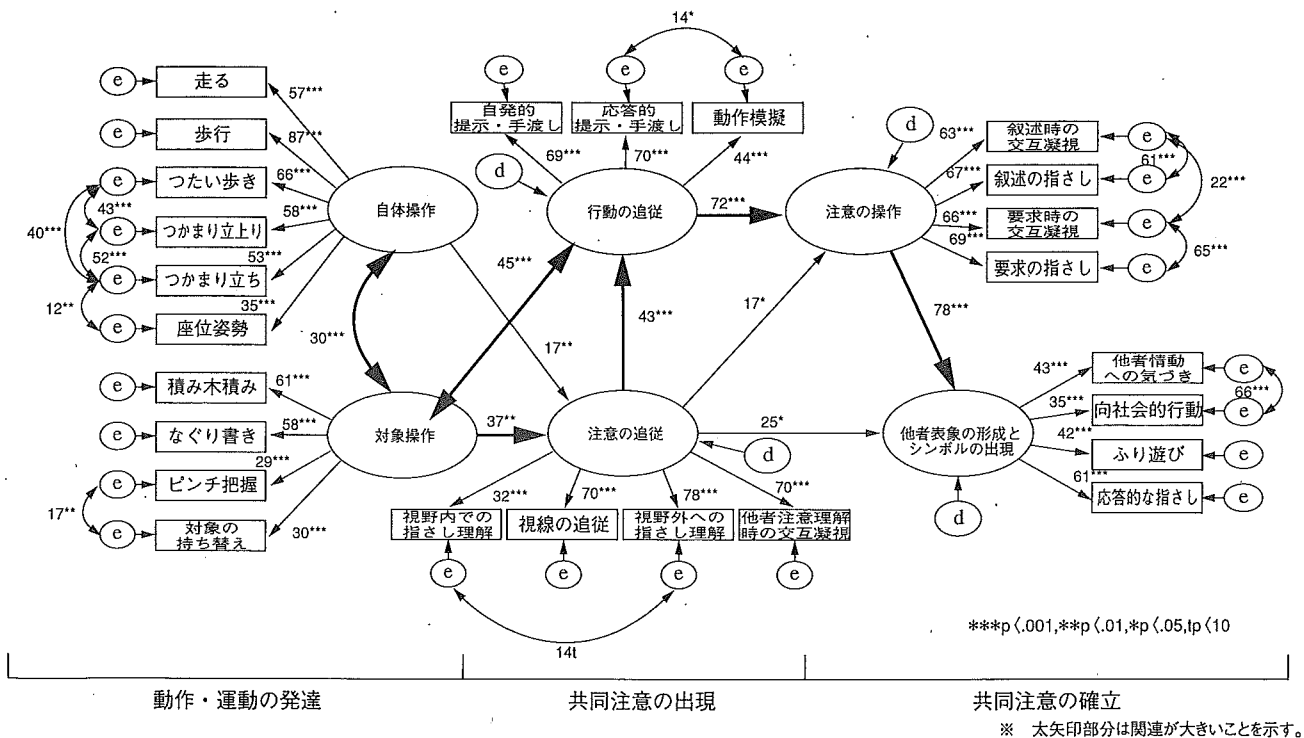 14*
e
e
e
e
走る
57***
自発的
提示・手渡し
応答的
提示・手渡し
動作模擬
e
歩行
87***
69***
70***
44***
d
63***
叙述時の
交互凝視
e
61***
e
つたい歩き
66***
d
67***
叙述の指さし
e
22***
43***
自体操作
行動の追従
72***
注意の操作
e
つかまり立上り
58***
66***
要求時の
交互凝視
e
40***
52***
53***
69***
65***
e
つかまり立ち
45***
要求の指さし
e
12**
35***
e
座位姿勢
30***
43***
17*
78***
17**
e
積み木積み
61***
43***
他者情動
への気づき
e
66***
e
なぐり書き
58***
対象操作
37**
注意の追従
25*
他者表象の形成と
シンボルの出現
35***
向社会的行動
e
29***
42***
ふり遊び
e
e
ピンチ把握
d
61***
17**
32***
70***
78***
70***
応答的な指さし
e
e
対象の
持ち替え
30***
視野内での
指さし理解
視線の追従
視野外への
指さし理解
他者注意理解
時の交互凝視
d
e
e
e
e
14t
***p〈.001,**p〈.01,*p〈.05,tp〈10
動作・運動の発達
共同注意の出現
共同注意の確立
※　太矢印部分は関連が大きいことを示す。